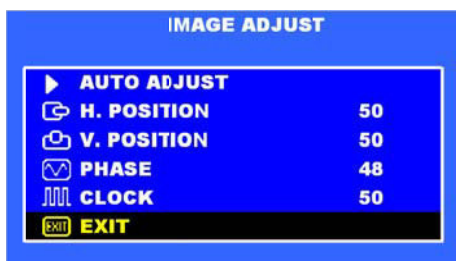 IMAGE ADJUST
AUTO ADJUST
H. POSITION 50
V. POSITION 50
PHASE 48
CLOCK 50
EXIT EXIT